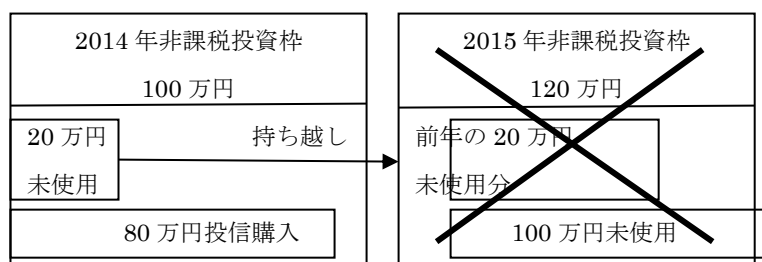 2014 年非課税投資枠
100 万円
20 万円
未使用
持ち越し
80 万円投信購入
2015 年非課税投資枠
120 万円
前年の 20 万円
未使用分
100 万円未使用